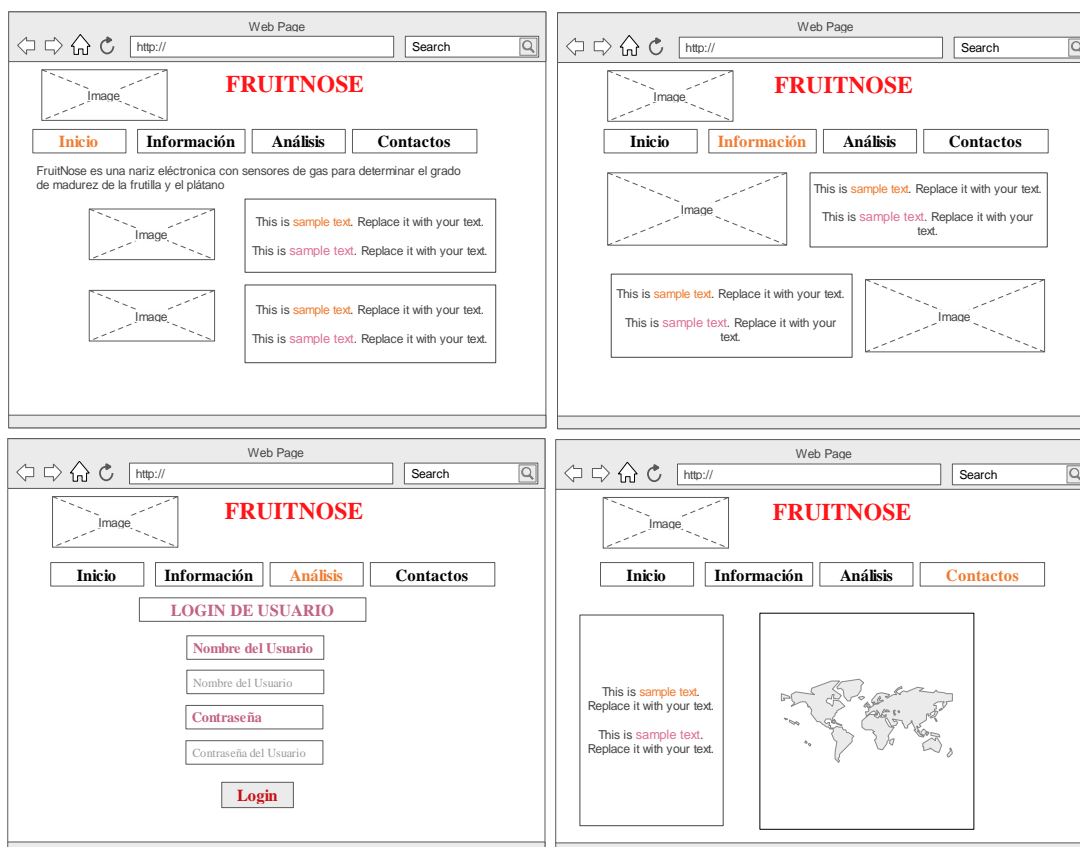 Web Page
http://
Search
Image
FRUITNOSE
Inicio
Información
Análisis
Contactos
FruitNose es una nariz eléctronica con sensores de gas para determinar el grado
de madurez de la frutilla y el plátano
Image
This is sample text. Replace it with your text.
This is sample text. Replace it with your text.
Image
This is sample text. Replace it with your text.
This is sample text. Replace it with your text.
Web Page
http://
Search
Image
FRUITNOSE
Inicio
Información
Análisis
Contactos
Image
This is sample text. Replace it with your text.
This is sample text. Replace it with your
text.
This is sample text. Replace it with your text.
This is sample text. Replace it with your
text.
Image
Web Page
http://
Search
Image
FRUITNOSE
Inicio
Información
Análisis
Contactos
LOGIN DE USUARIO
Nombre del Usuario
Nombre del Usuario
Contraseña
Contraseña del Usuario
Login
Web Page
http://
Search
Image
FRUITNOSE
Inicio
Información
Análisis
Contactos
This is sample text.
Replace it with your text.
This is sample text.
Replace it with your text.